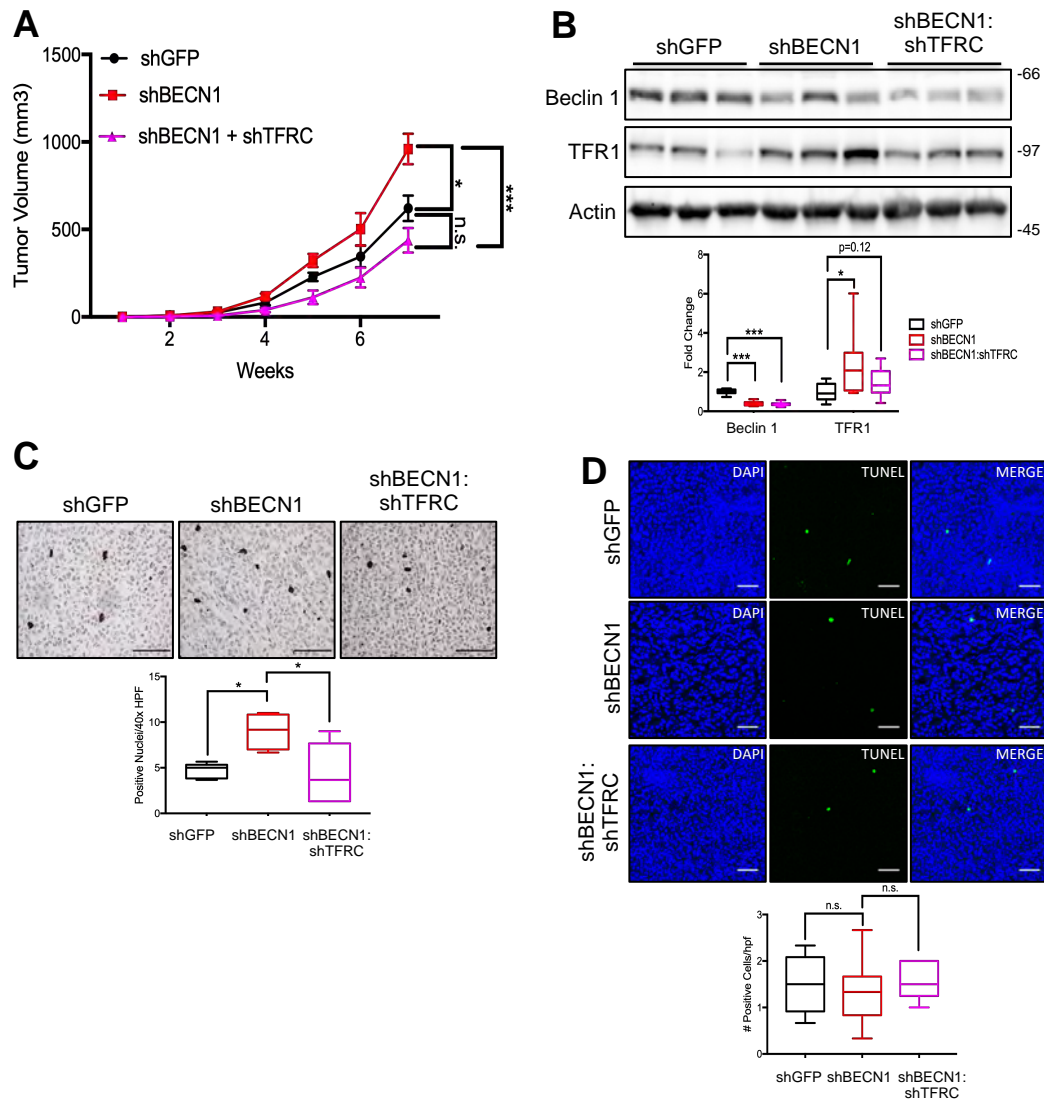 A
Tumor Volume (mm3)
1500
1000
500
0
2
4
6
Weeks
shGFP
shBECN1
shBECN1 + shTFRC
*
n.s.
***
B
shGFP
shBECN1
shBECN1:
shTFRC
Beclin 1
-66
TFR1
-97
Actin
-45
p=0.12
*
***
***
Fold Change
8
6
4
2
0
Beclin 1
TFR1
shGFP
shBECN1
shBECN1:shTFRC
C
shGFP
shBECN1
shBECN1:
shTFRC
Positive Nuclei/40x HPF
15
10
5
0
*
*
shGFP
shBECN1
shBECN1:
shTFRC
D
shGFP
DAPI
TUNEL
MERGE
shBECN1
DAPI
TUNEL
MERGE
shBECN1:
shTFRC
DAPI
TUNEL
MERGE
# Positive Cells/hpf
3
2
1
0
n.s.
n.s.
shGFP
shBECN1
shBECN1:
shTFRC